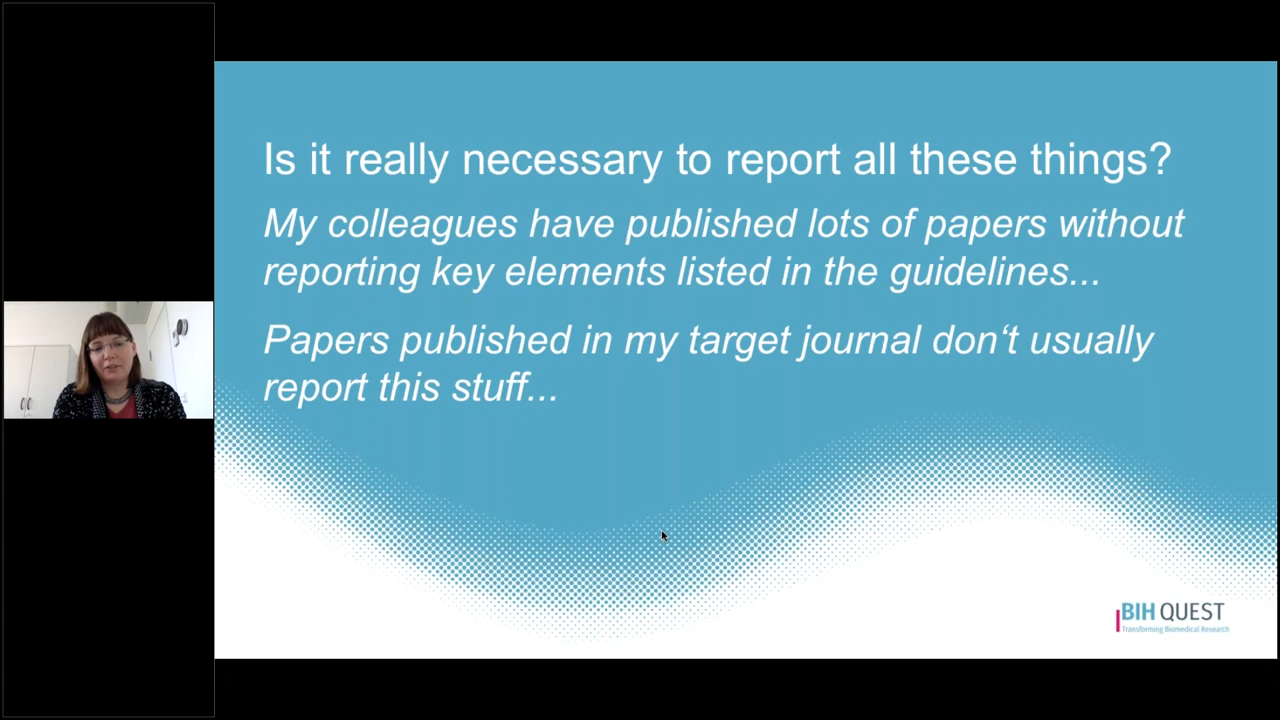 Is it really necessary to report all these things?
My colleagues have published lots of papers without
reporting key elements listed in the guidelines...
Papers published in my target journal don‘t usually
report this stuff...
BIH QUEST
Transforming Biomedical Research